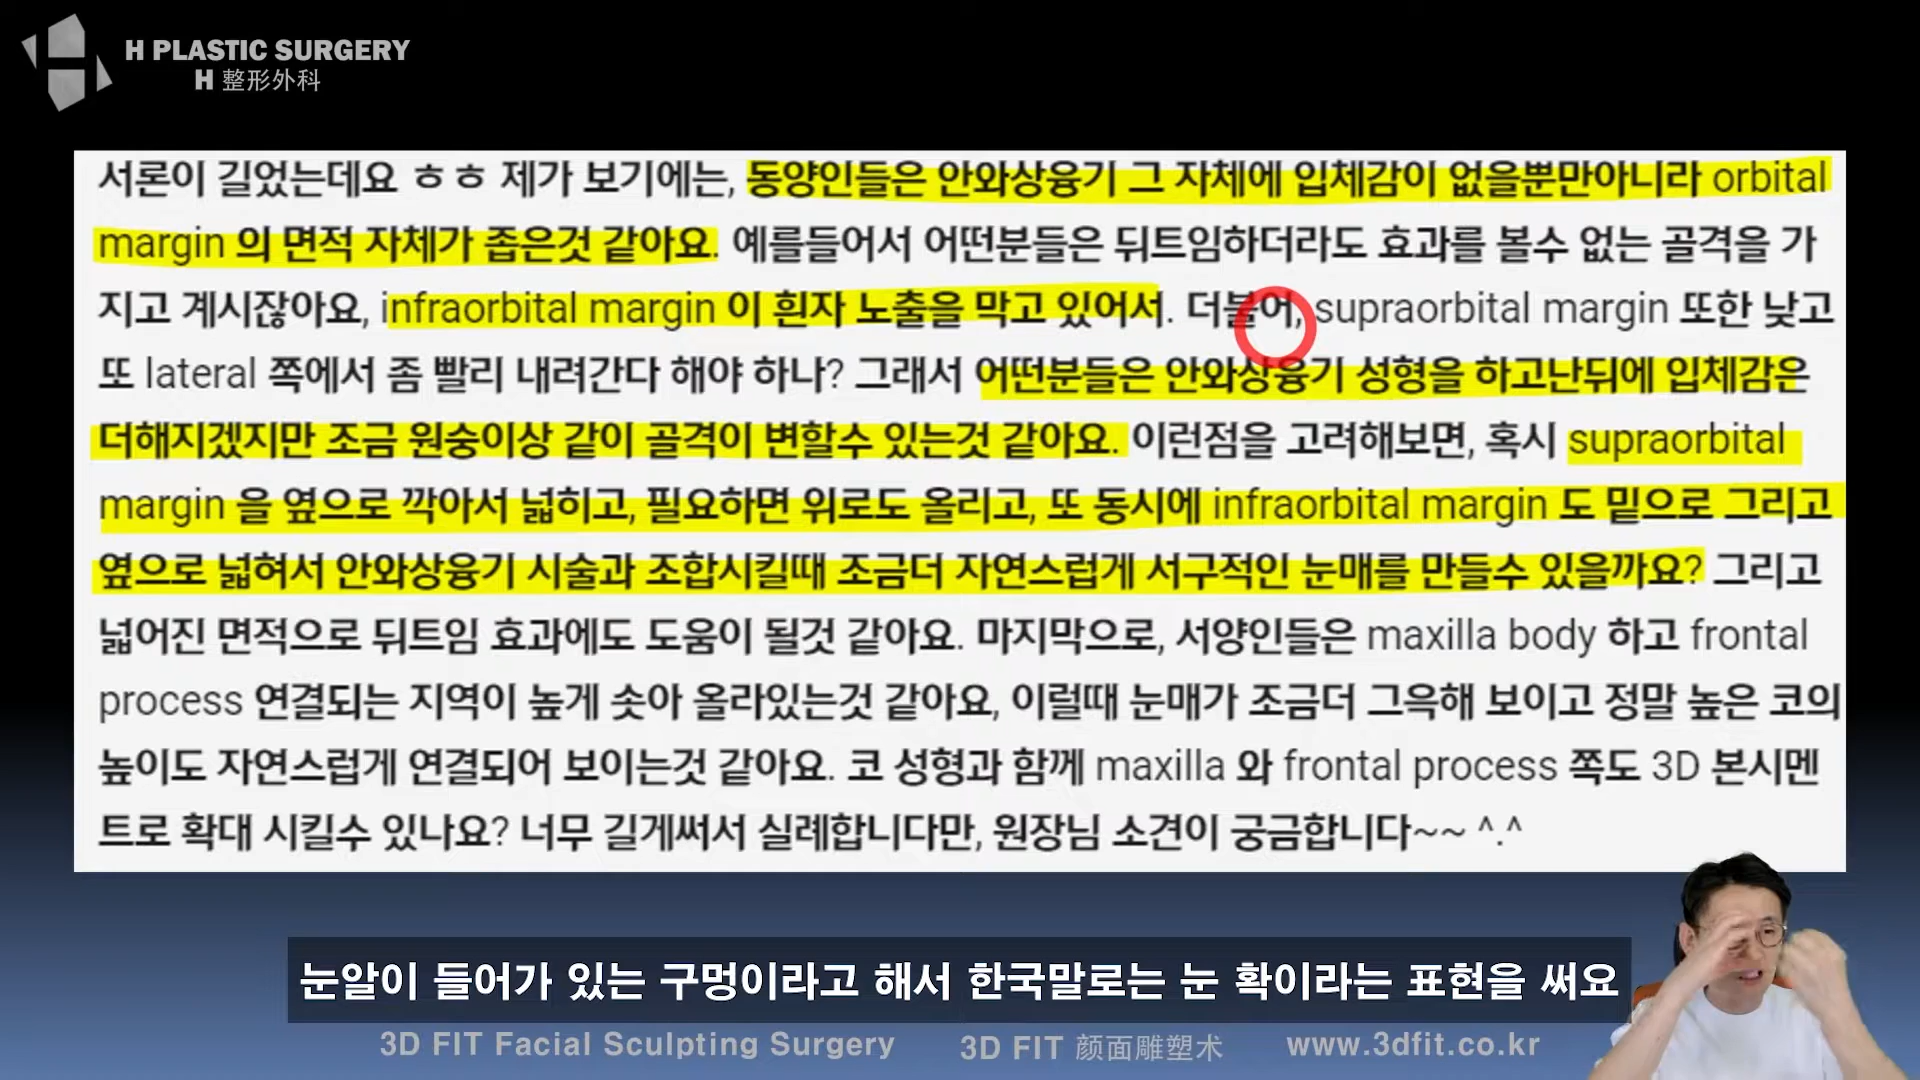 H PLASTIC SURGERY
H 整形外科
서론이 길었는데요 ㅎㅎ 제가 보기에는, 동양인들은 안와상융기 그 자체에 입체감이 없을뿐만아니라 orbital
margin 의 면적 자체가 좁은것 같아요. 예를들어서 어떤분들은 뒤트임하더라도 효과를 볼수 없는 골격을 가
지고 계시잖아요, infraorbital margin 이 흰자 노출을 막고 있어서. 더불어, supraorbital margin 또한 낮고
또 lateral 쪽에서 좀 빨리 내려간다 해야 하나? 그래서 어떤분들은 안와상융기 성형을 하고난뒤에 입체감은
더해지겠지만 조금 원숭이상 같이 골격이 변할수 있는것 같아요. 이런점을 고려해보면, 혹시 supraorbital
margin 을 옆으로 깍아서 넓히고, 필요하면 위로도 올리고, 또 동시에 infraorbital margin 도 밑으로 그리고
옆으로 넓혀서 안와상융기 시술과 조합시킬때 조금더 자연스럽게 서구적인 눈매를 만들수 있을까요? 그리고
넓어진 면적으로 뒤트임 효과에도 도움이 될것 같아요. 마지막으로, 서양인들은 maxilla body 하고 frontal
process 연결되는 지역이 높게 솟아 올라있는것 같아요, 이럴때 눈매가 조금더 그윽해 보이고 정말 높은 코의
높이도 자연스럽게 연결되어 보이는것 같아요. 코 성형과 함께 maxilla 와 frontal process 쪽도 3D 본시멘
트로 확대 시킬수 있나요? 너무 길게써서 실례합니다만, 원장님 소견이 궁금합니다~~ ^.^
눈알이 들어가 있는 구멍이라고 해서 한국말로는 눈 확이라는 표현을 써요
3D FIT Facial Sculpting Surgery 3D FIT 颜面雕塑术 www.3dfit.co.kr